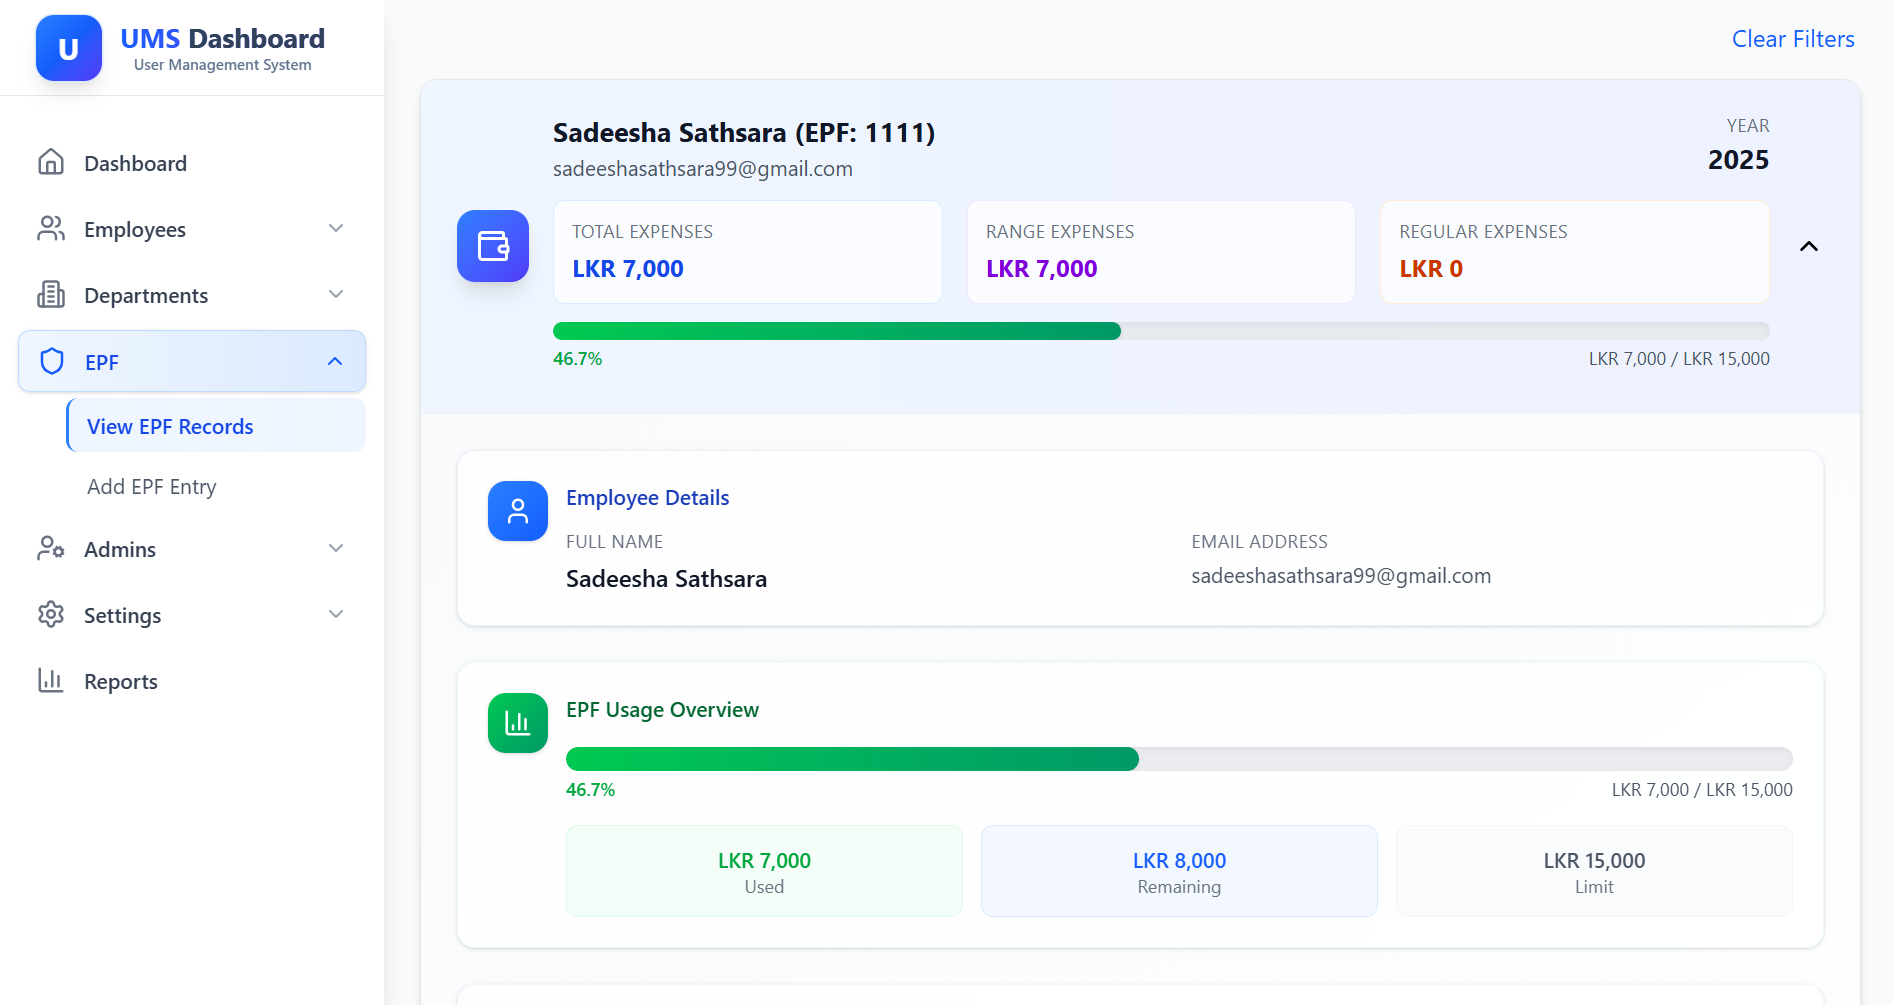 U
UMS Dashboard
User Management System
Dashboard
Employees
Departments
EPF
View EPF Records
Add EPF Entry
Admins
Settings
Reports
Clear Filters
Sadeesha Sathsara (EPF: 1111)
sadeeshasathsara99@gmail.com
YEAR
2025
TOTAL EXPENSES
LKR 7,000
RANGE EXPENSES
LKR 7,000
REGULAR EXPENSES
LKR 0
46.7%
LKR 7,000 / LKR 15,000
Employee Details
FULL NAME
Sadeesha Sathsara
EMAIL ADDRESS
sadeeshasathsara99@gmail.com
EPF Usage Overview
46.7%
LKR 7,000 / LKR 15,000
LKR 7,000
Used
LKR 8,000
Remaining
LKR 15,000
Limit